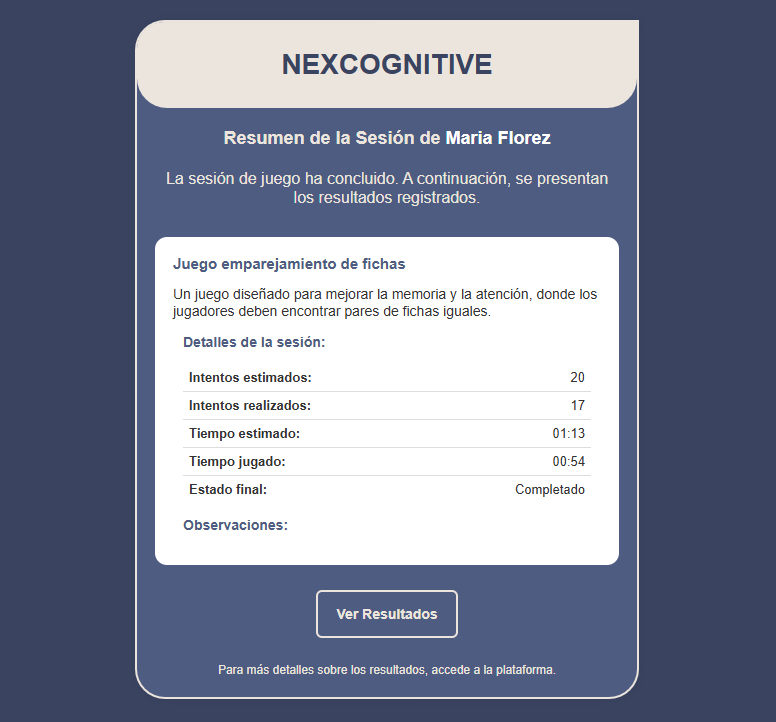 NEXCOGNITIVE
Resumen de la Sesión de Maria Florez
La sesión de juego ha concluido. A continuación, se presentan
los resultados registrados.
Juego emparejamiento de fichas
Un juego diseñado para mejorar la memoria y la atención, donde los
jugadores deben encontrar pares de fichas iguales.
Detalles de la sesión:
Intentos estimados: 20
Intentos realizados: 17
Tiempo estimado: 01:13
Tiempo jugado: 00:54
Estado final: Completado
Observaciones:
Ver Resultados
Para más detalles sobre los resultados, accede a la plataforma.